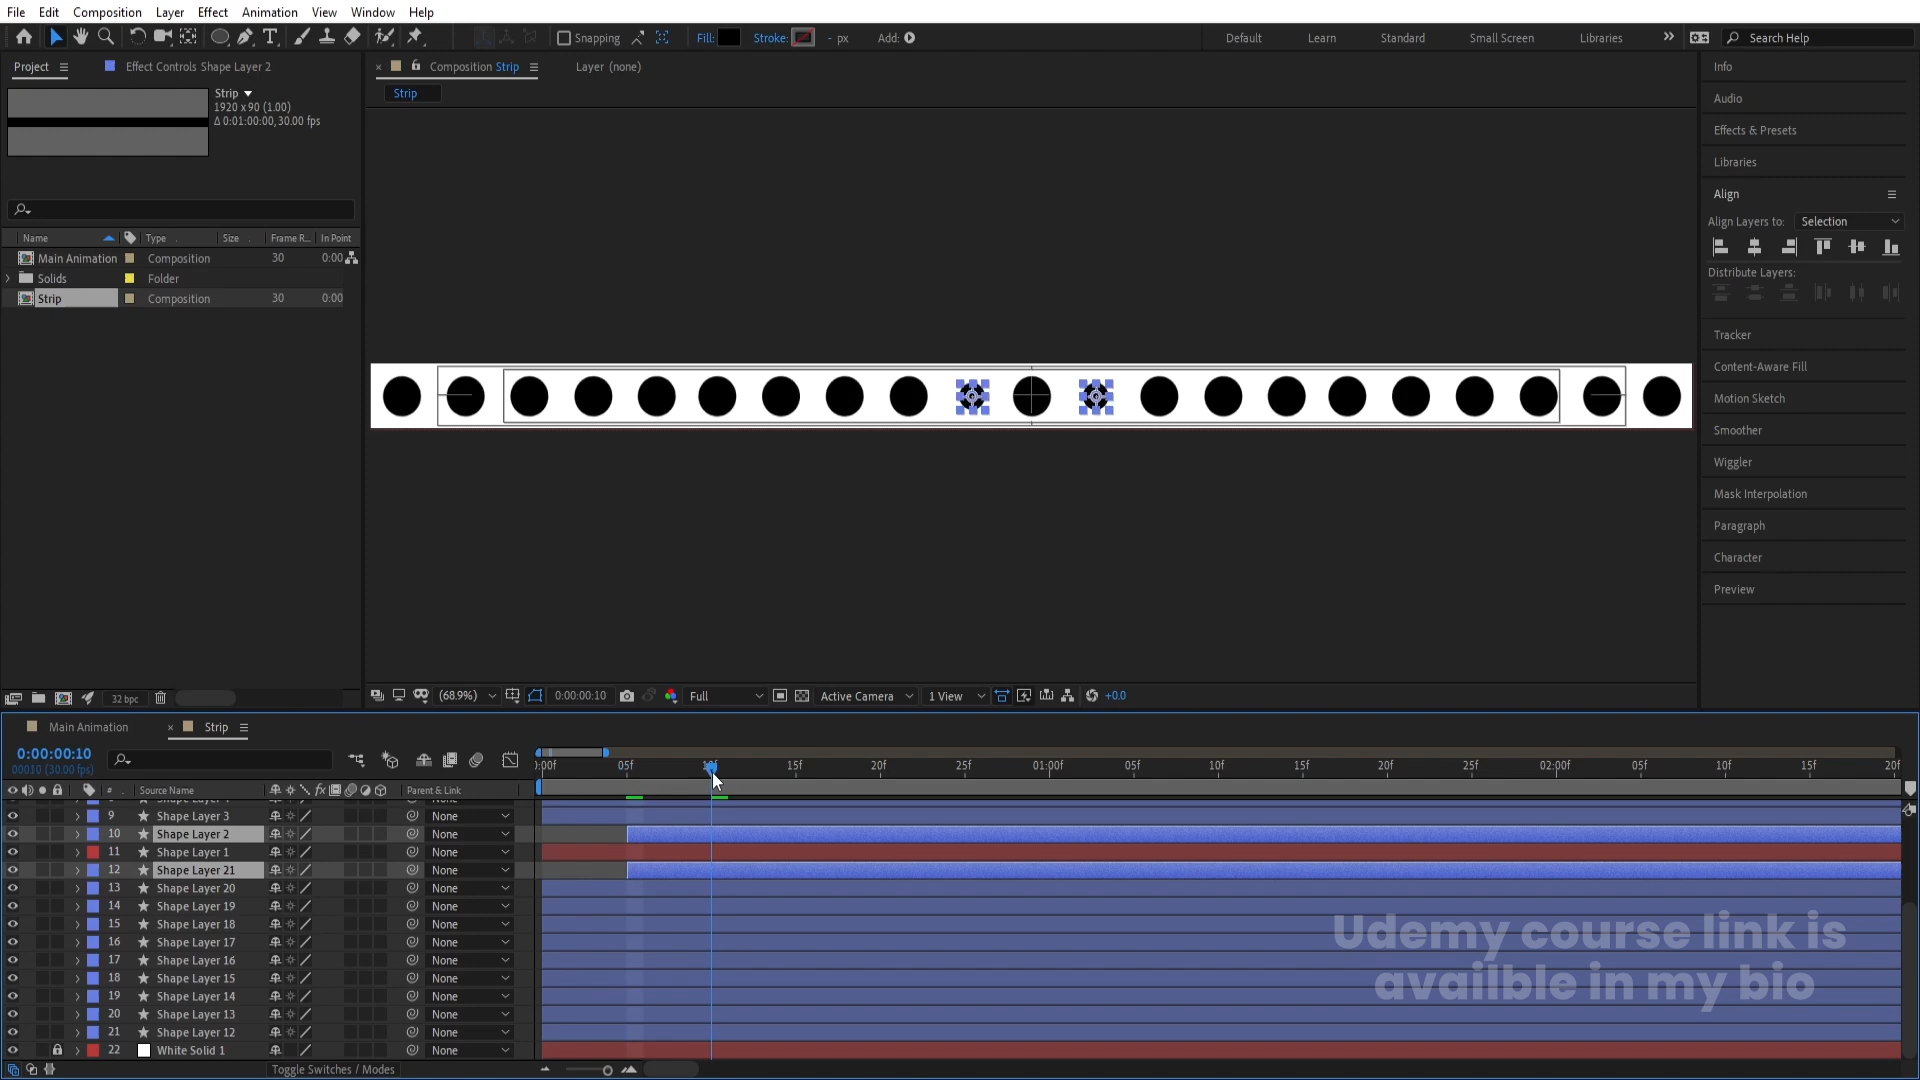 File Edit Composition Layer Effect Animation View Window Help
Snapping Fill: Stroke: - px Add: Default Learn Standard Small Screen Libraries Search Help
Project Effect Controls Shape Layer 2 Composition Strip Layer (none) Info
Strip
1920 x 90 (1.00)
Δ 0:01:00:00, 30.00 fps
Strip
Audio
Effects & Presets
Libraries
Align
Align Layers to: Selection
Distribute Layers:
Tracker
Content-Aware Fill
Motion Sketch
Smoother
Wiggler
Mask Interpolation
Paragraph
Character
Preview
Name Type Size Frame R... In Point
Main Animation Composition 30 0:00
Solids Folder
Strip Composition 30 0:00
32 bpc (68.9%) 0:00:00:10 Full Active Camera 1 View +0.0
Main Animation Strip
0:00:00:10
00010 (30.00 fps)
):00f 05f 15f 20f 25f 01:00f 05f 10f 15f 20f 25f 02:00f 05f 10f 15f 20f
# Source Name Parent & Link
9 Shape Layer 3 None
10 Shape Layer 2 None
11 Shape Layer 1 None
12 Shape Layer 21 None
13 Shape Layer 20 None
14 Shape Layer 19 None
15 Shape Layer 18 None
16 Shape Layer 17 None
17 Shape Layer 16 None
18 Shape Layer 15 None
19 Shape Layer 14 None
20 Shape Layer 13 None
21 Shape Layer 12 None
22 White Solid 1 None
Toggle Switches / Modes
Udemy course link is
availble in my bio